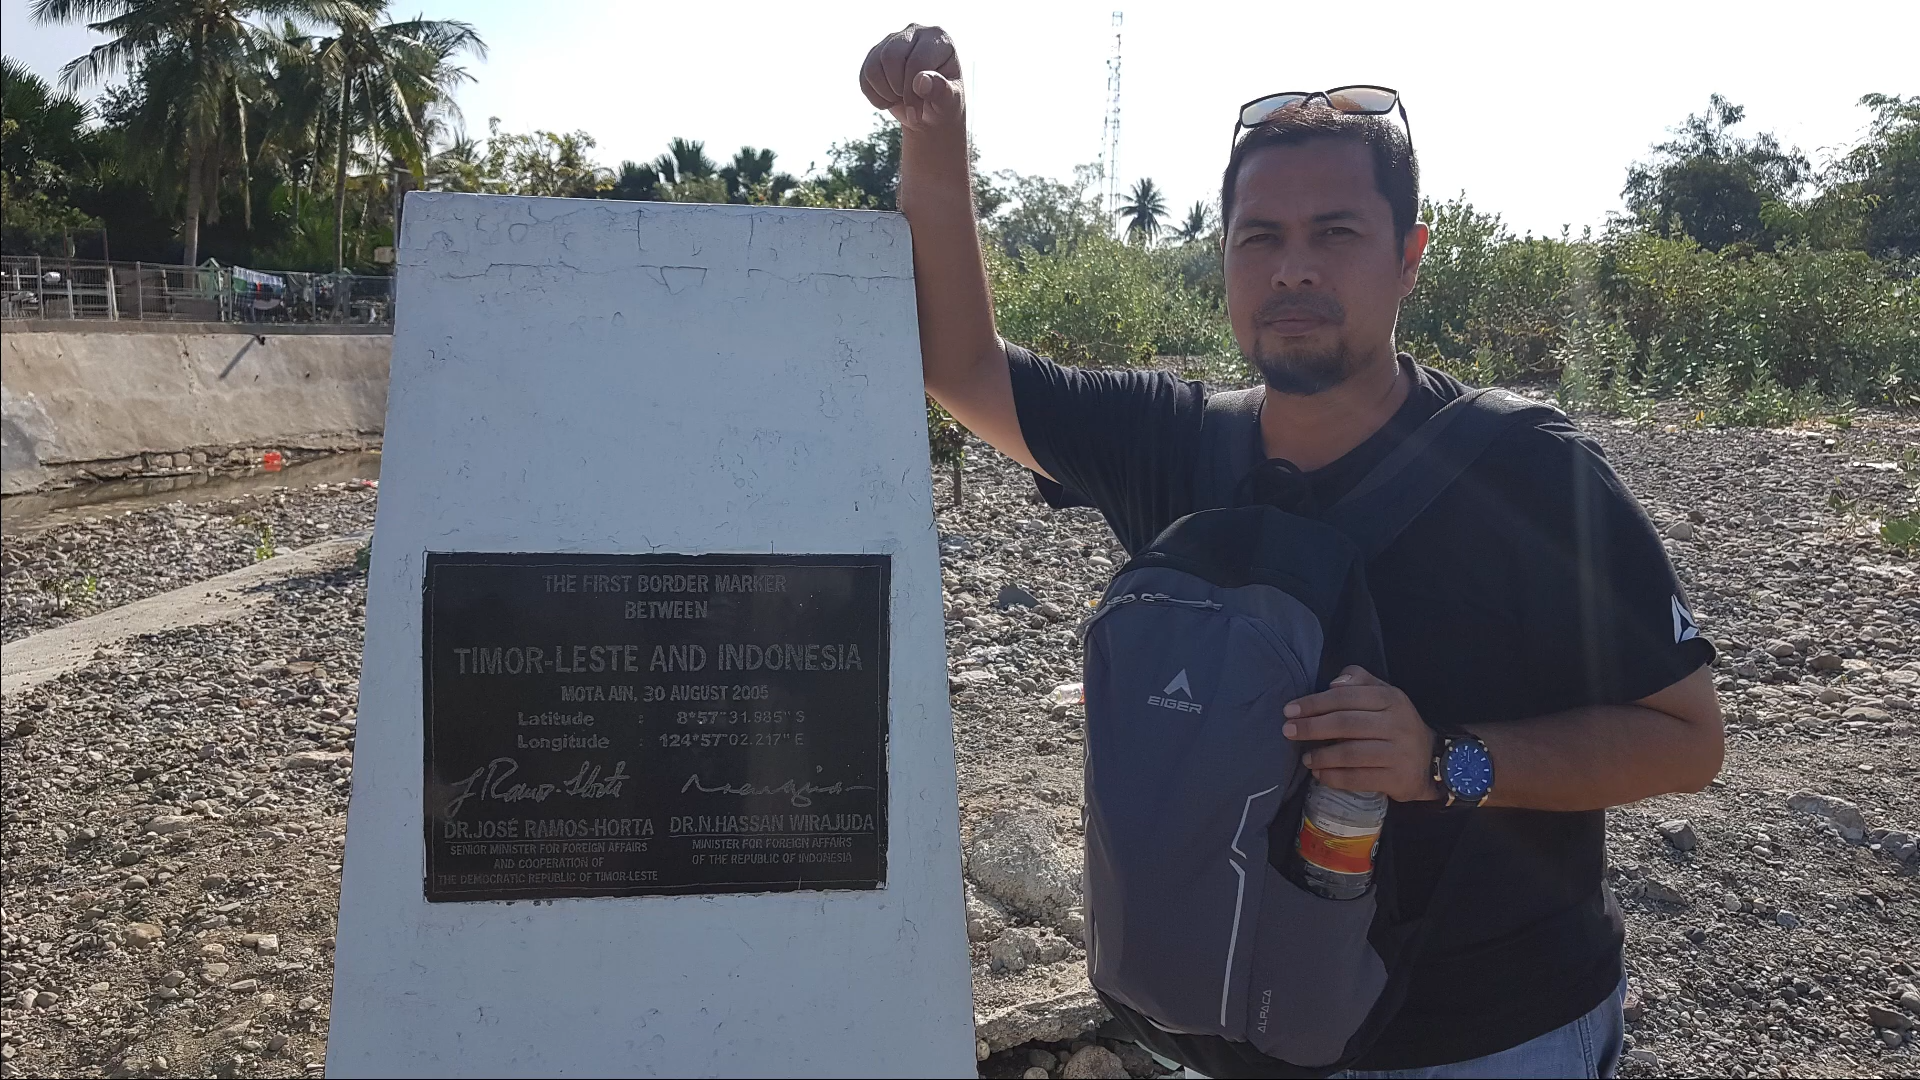 THE FIRST BORDER MARKER
BETWEEN
TIMOR-LESTE AND INDONESIA
MOTA AIN, 30 AUGUST 2005
Latitude : 8°57'31.985" S
Longitude : 124°57'02.217" E
J Ramos-Horta
DR.JOSÉ RAMOS-HORTA
SENIOR MINISTER FOR FOREIGN AFFAIRS
AND COOPERATION OF
THE DEMOCRATIC REPUBLIC OF TIMOR-LESTE
DR.N.HASSAN WIRAJUDA
MINISTER FOR FOREIGN AFFAIRS
OF THE REPUBLIC OF INDONESIA
EIGER
ALPACA